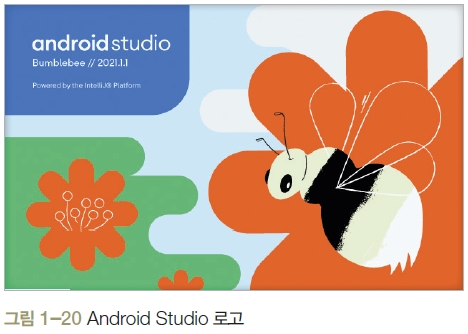 android studio
Bumblebee // 2021.1.1
Powered by the IntelliJ® Platform
그림 1-20 Android Studio 로고